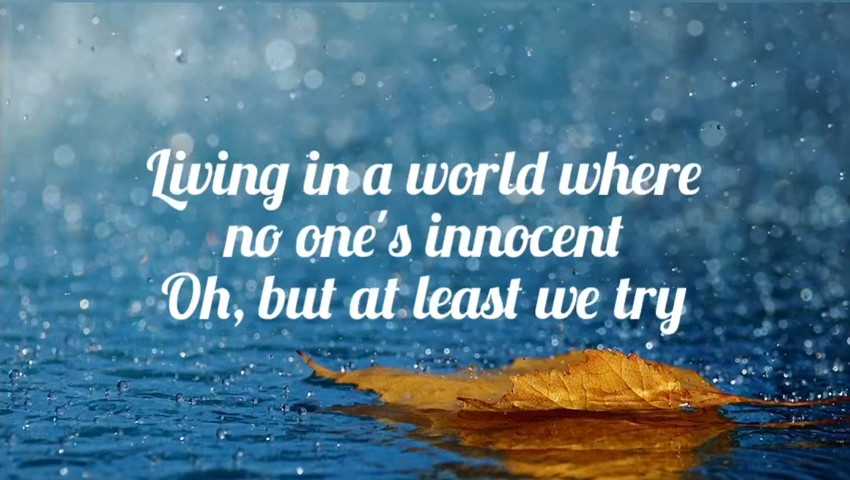 Living in a world where
no one's innocent
Oh, but at least we try